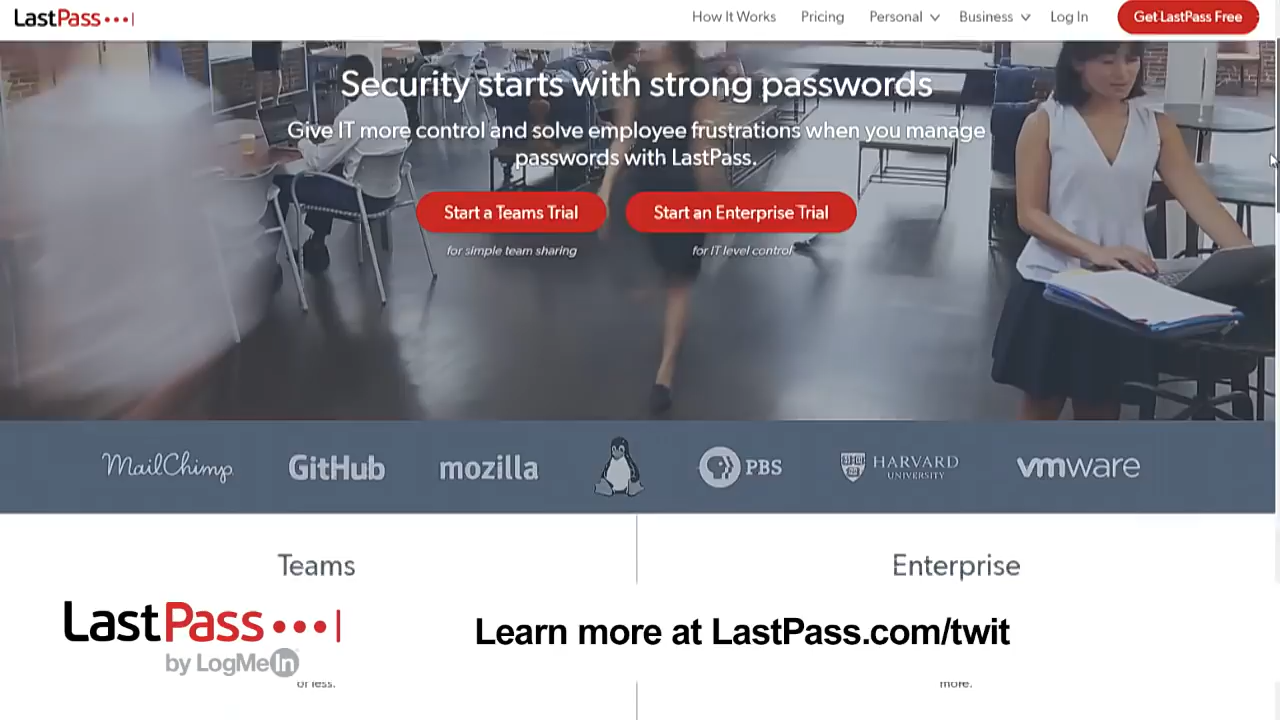 LastPass
How It Works Pricing Personal Business Log In Get LastPass Free
Security starts with strong passwords
Give IT more control and solve employee frustrations when you manage
passwords with LastPass.
Start a Teams Trial Start an Enterprise Trial
for simple team sharing for IT level control
MailChimp GitHub mozilla PBS HARVARD UNIVERSITY vmware
Teams Enterprise
LastPass
by LogMeIn
Learn more at LastPass.com/twit
or less. more.